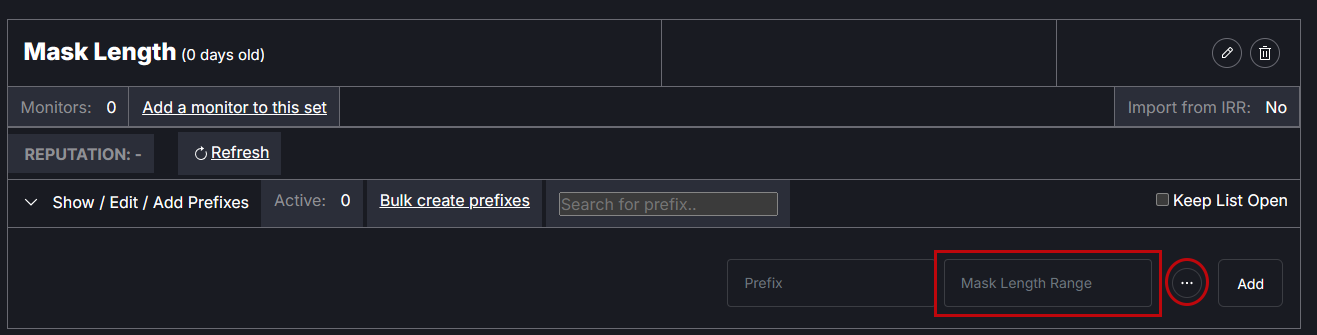 Mask Length (0 days old)
Monitors: 0 Add a monitor to this set Import from IRR: No
REPUTATION: - Refresh
Show / Edit / Add Prefixes Active: 0 Bulk create prefixes Search for prefix.. Keep List Open
Prefix Mask Length Range ... Add